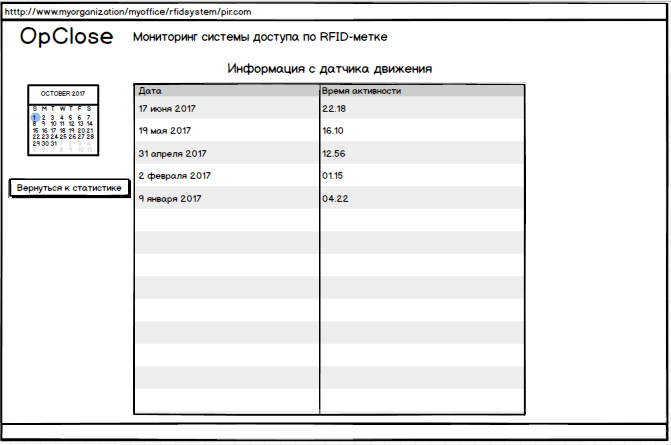 http://www.myorganization/myoffice/rfidsystem/pir.com
OpClose Мониторинг системы доступа по RFID-метке
Информация с датчика движения
OCTOBER 2017
S M T W T F S
1 2 3 4 5 6 7
8 9 10 11 12 13 14
15 16 17 18 19 20 21
22 23 24 25 26 27 28
29 30 31 1 2 3 4
5 6 7 8 9 10 11
Вернуться к статистике
Дата Время активности
17 июня 2017 22.18
19 мая 2017 16.10
31 апреля 2017 12.56
2 февраля 2017 01.15
9 января 2017 04.22